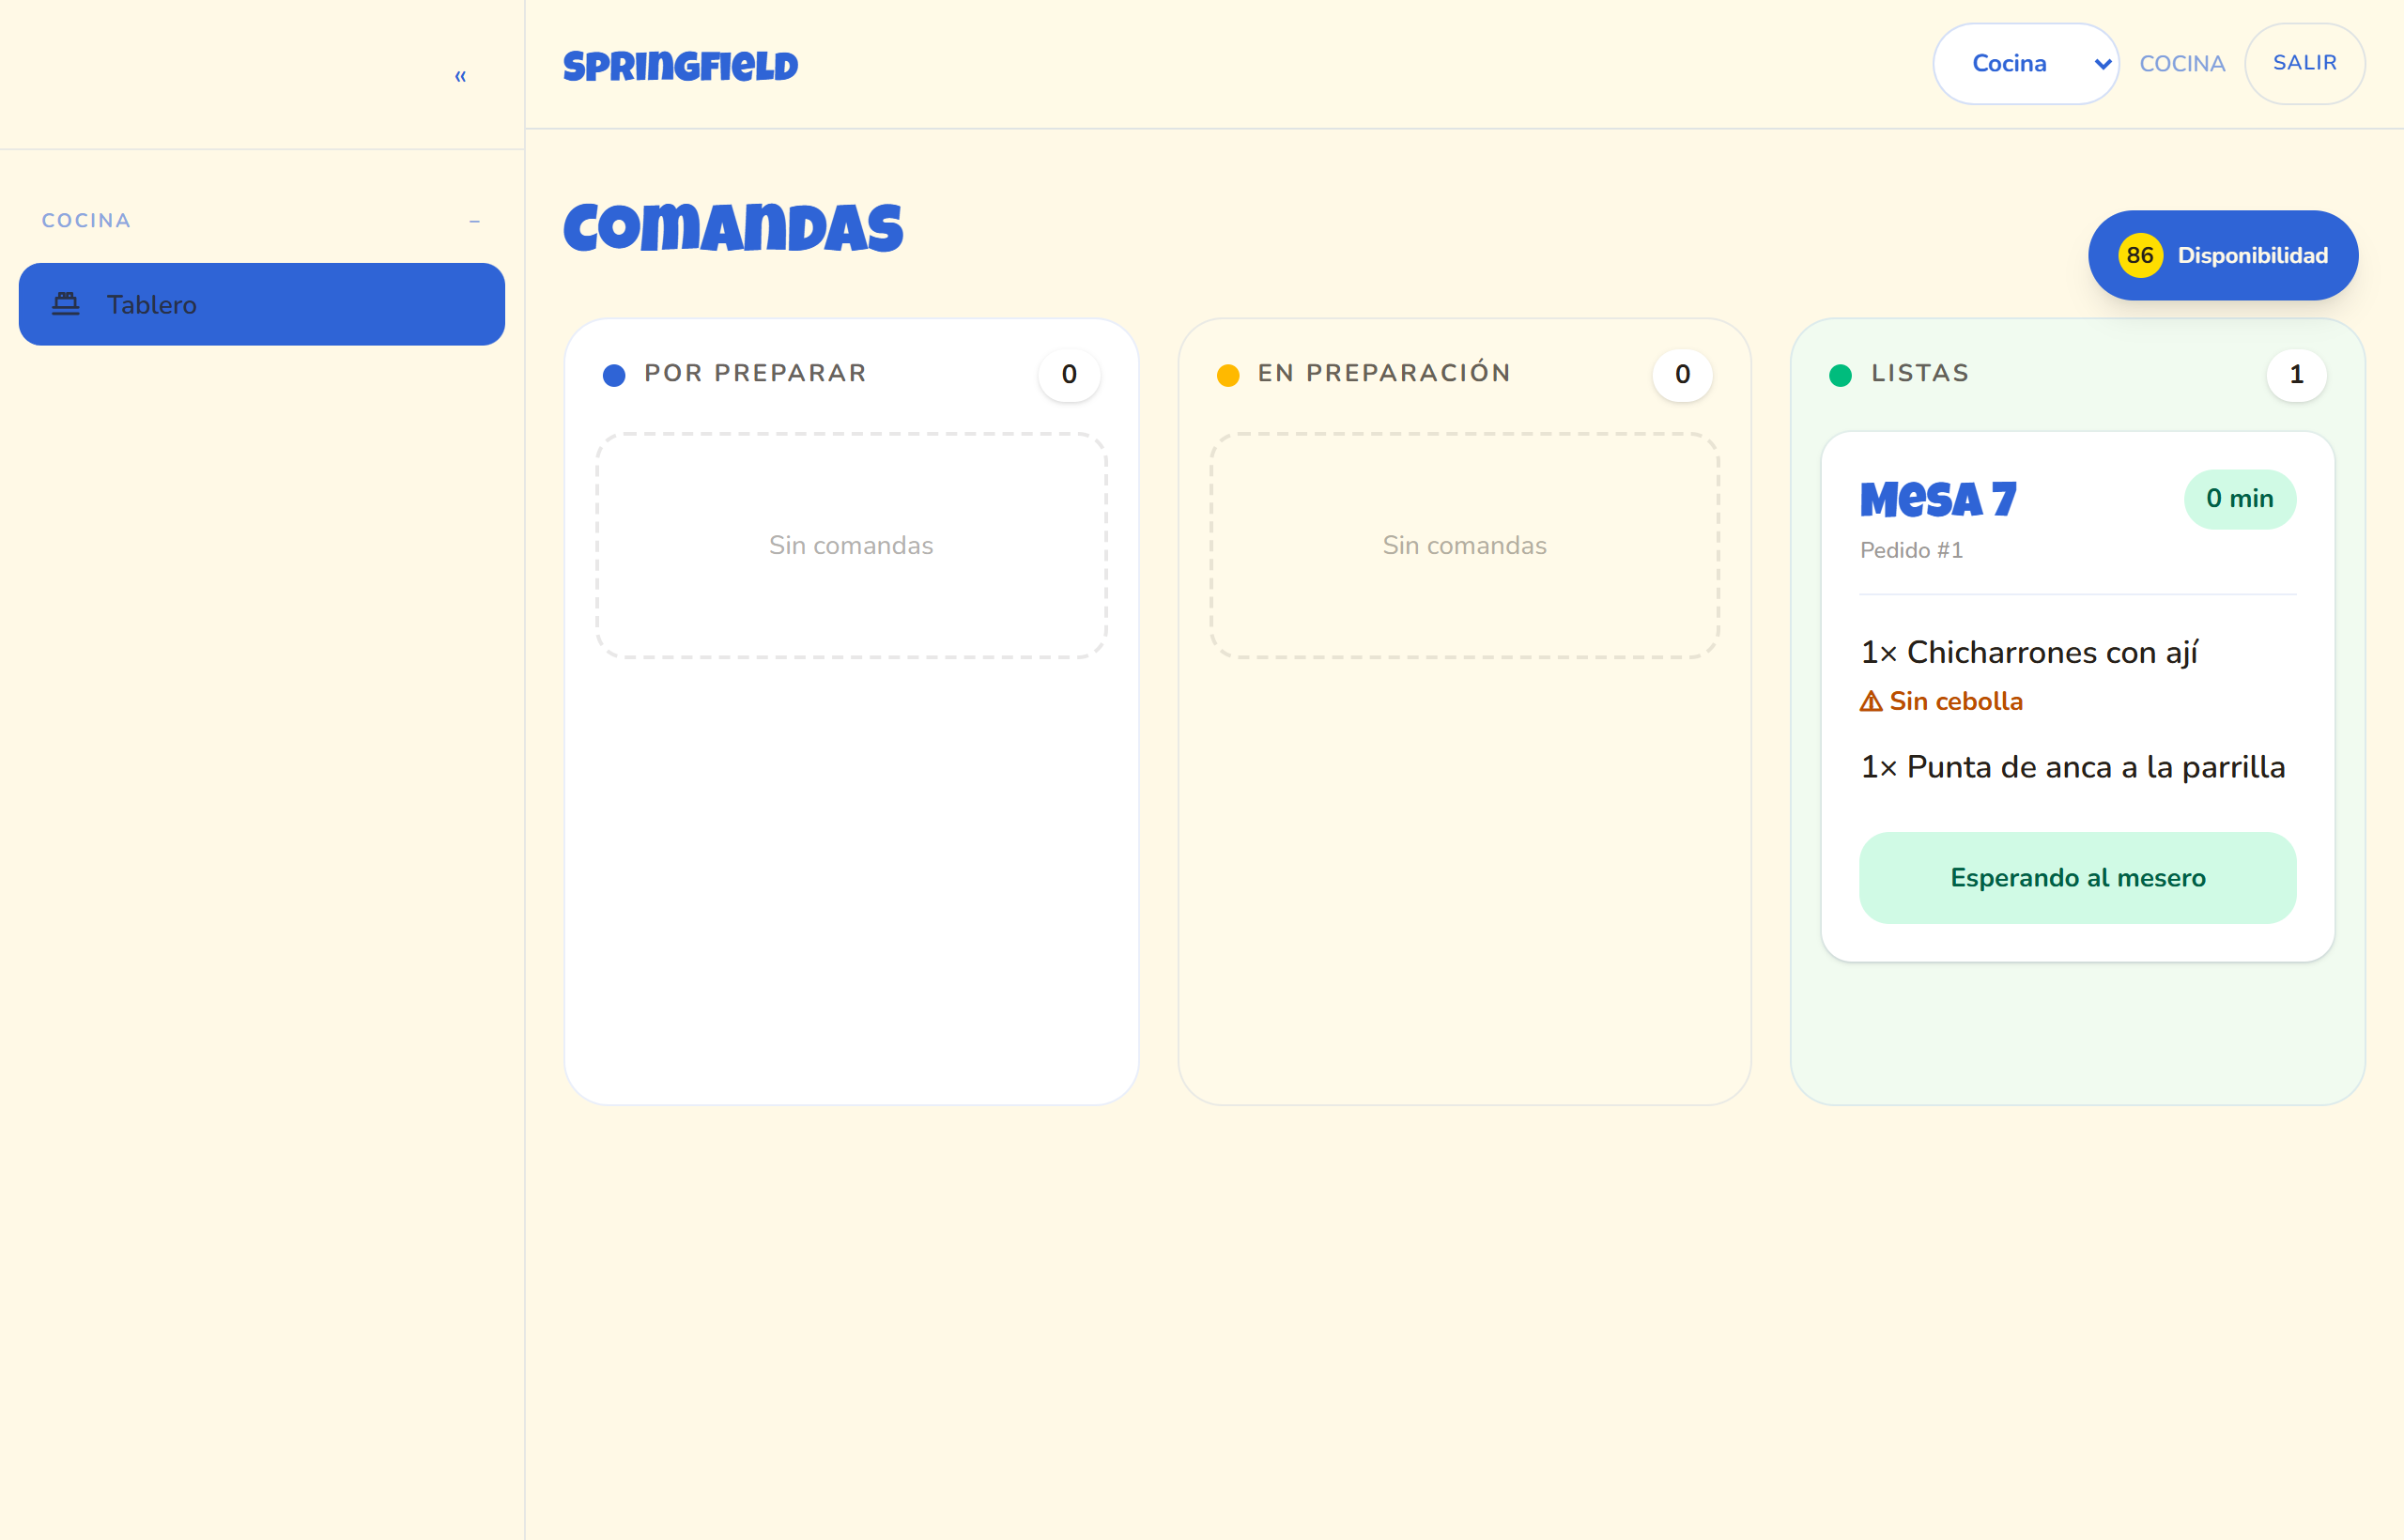 «
SPRINGFIELD
Cocina
COCINA
SALIR
COCINA
–
Tablero
COMANDAS
86 Disponibilidad
POR PREPARAR 0
Sin comandas
EN PREPARACIÓN 0
Sin comandas
LISTAS 1
MESA 7
0 min
Pedido #1
1× Chicharrones con ají
⚠ Sin cebolla
1× Punta de anca a la parrilla
Esperando al mesero